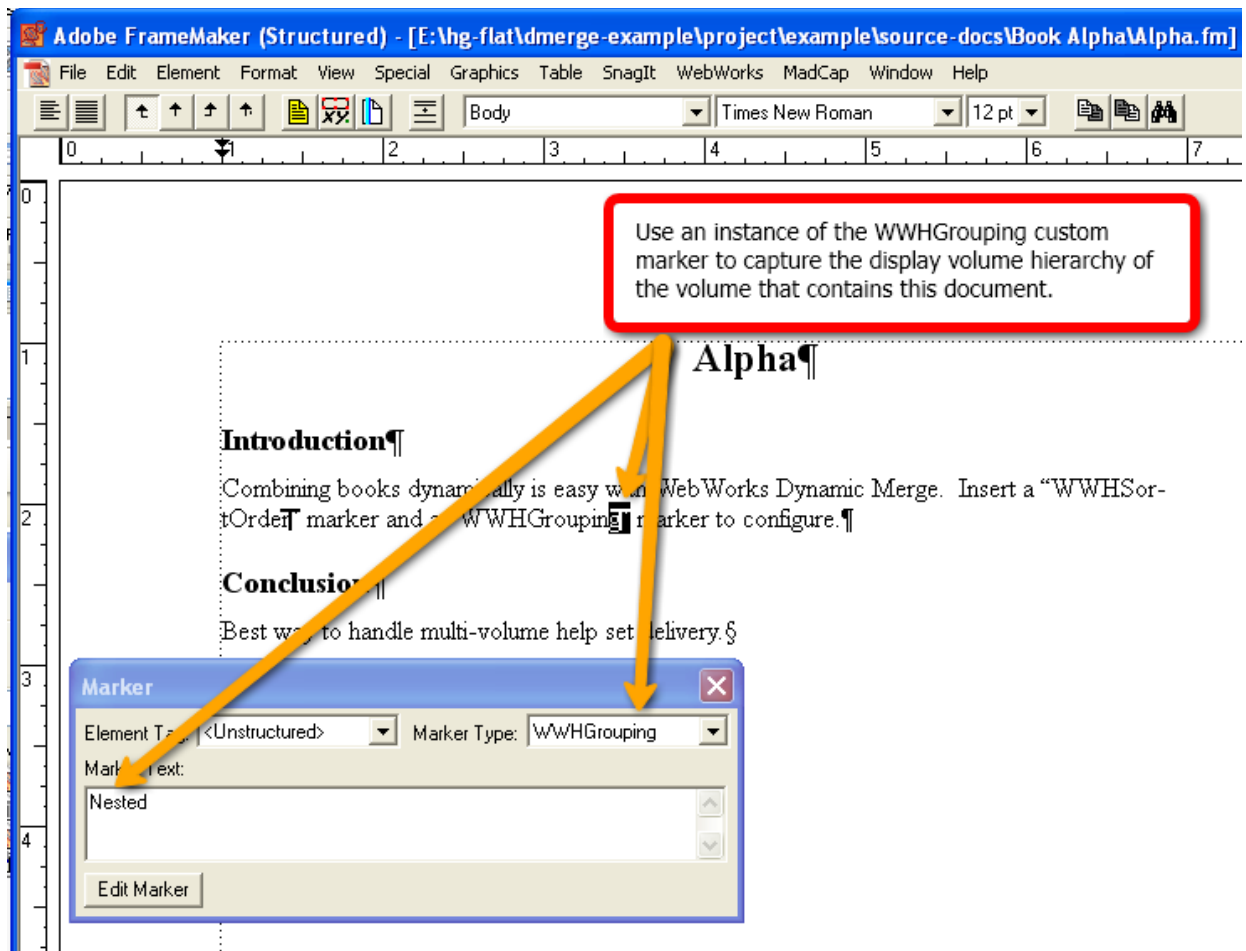 Adobe FrameMaker (Structured) - [E:\hg-flat\dmerge-example\project\example\source-docs\Book Alpha\Alpha.fm]
File Edit Element Format View Special Graphics Table SnagIt WebWorks MadCap Window Help
Body Times New Roman 12 pt
0 1 2 3 4 5 6 7
0
Use an instance of the WWHGrouping custom
marker to capture the display volume hierarchy of
the volume that contains this document.
1
Alpha¶
Introduction¶
Combining books dynamically is easy with WebWorks Dynamic Merge. Insert a “WWHSor-
2
tOrder” marker and a “WWHGrouping” marker to configure.¶
Conclusion¶
Best way to handle multi-volume help set delivery.§
3
Marker
Element Tag: <Unstructured> Marker Type: WWHGrouping
Marker Text:
Nested
4
Edit Marker